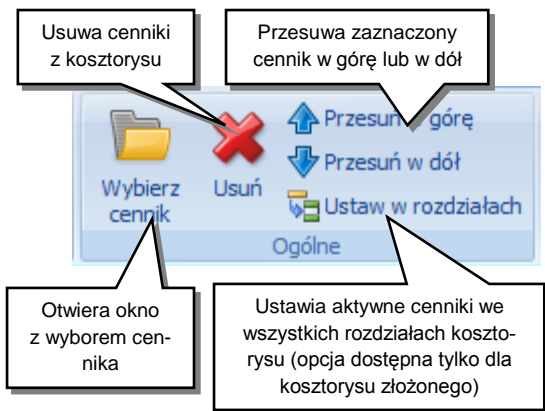 Usuwa cenniki
z kosztorysu
Przesuwa zaznaczony
cennik w górę lub w dół
Przesuń górę
Przesuń w dół
Ustaw w rozdziałach
Wybierz
cennik
Usuń
Ogólne
Otwiera okno
z wyborem cen-
nika
Ustawia aktywne cenniki we
wszystkich rozdziałach koszto-
rysu (opcja dostępna tylko dla
kosztorysu złożonego)